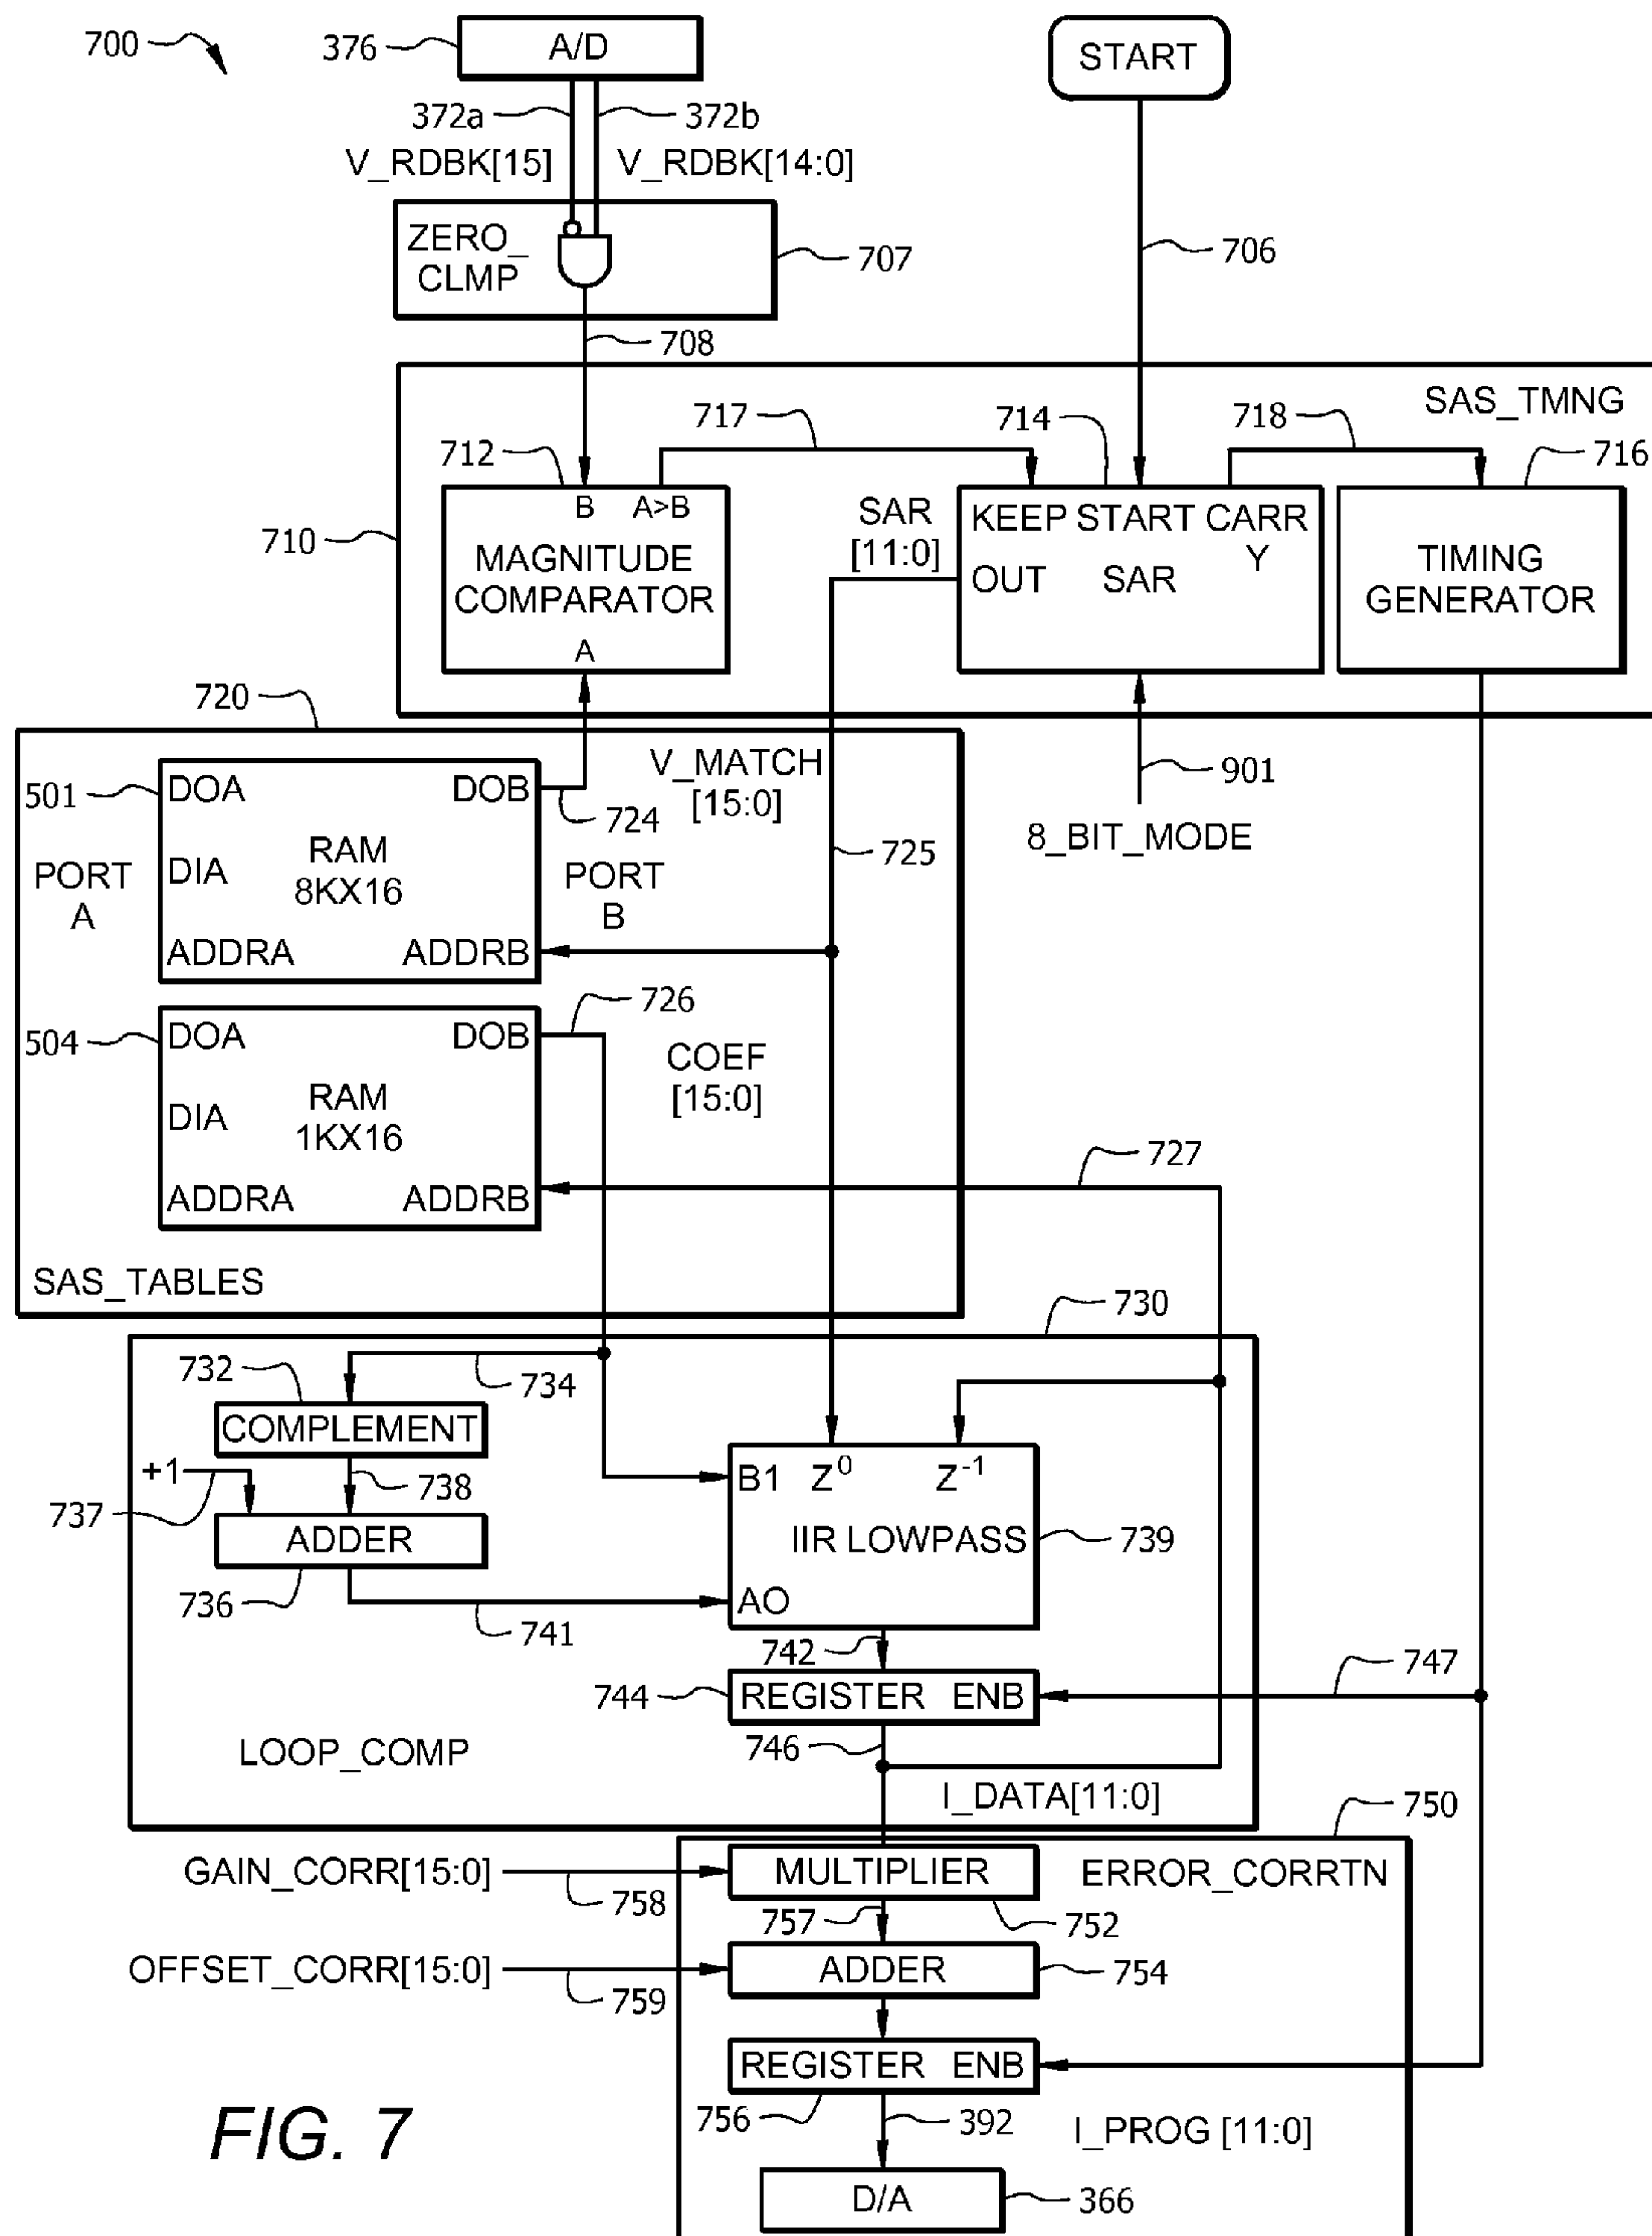 700
376
A/D
START
372a
372b
V_RDBK[15]
V_RDBK[14:0]
ZERO_
CLMP
707
706
708
SAS_TMNG
717
714
718
712
716
710
B A>B
MAGNITUDE
COMPARATOR
A
SAR
[11:0]
KEEP START CARR
Y
OUT SAR
TIMING
GENERATOR
720
501
DOA DOB
RAM
8KX16
DIA
ADDRA ADDRB
PORT
A
PORT
B
724
V_MATCH
[15:0]
725
901
8_BIT_MODE
504
DOA DOB
RAM
1KX16
DIA
ADDRA ADDRB
726
COEF
[15:0]
727
SAS_TABLES
730
732
734
COMPLEMENT
+1
738
737
ADDER
736
741
B1 Z0 Z-1
IIR LOWPASS
739
AO
742
747
744
REGISTER ENB
746
LOOP_COMP
I_DATA[11:0]
750
GAIN_CORR[15:0]
758
MULTIPLIER
ERROR_CORRTN
757
752
OFFSET_CORR[15:0]
759
ADDER
754
REGISTER ENB
756
392
I_PROG [11:0]
D/A
366
FIG. 7